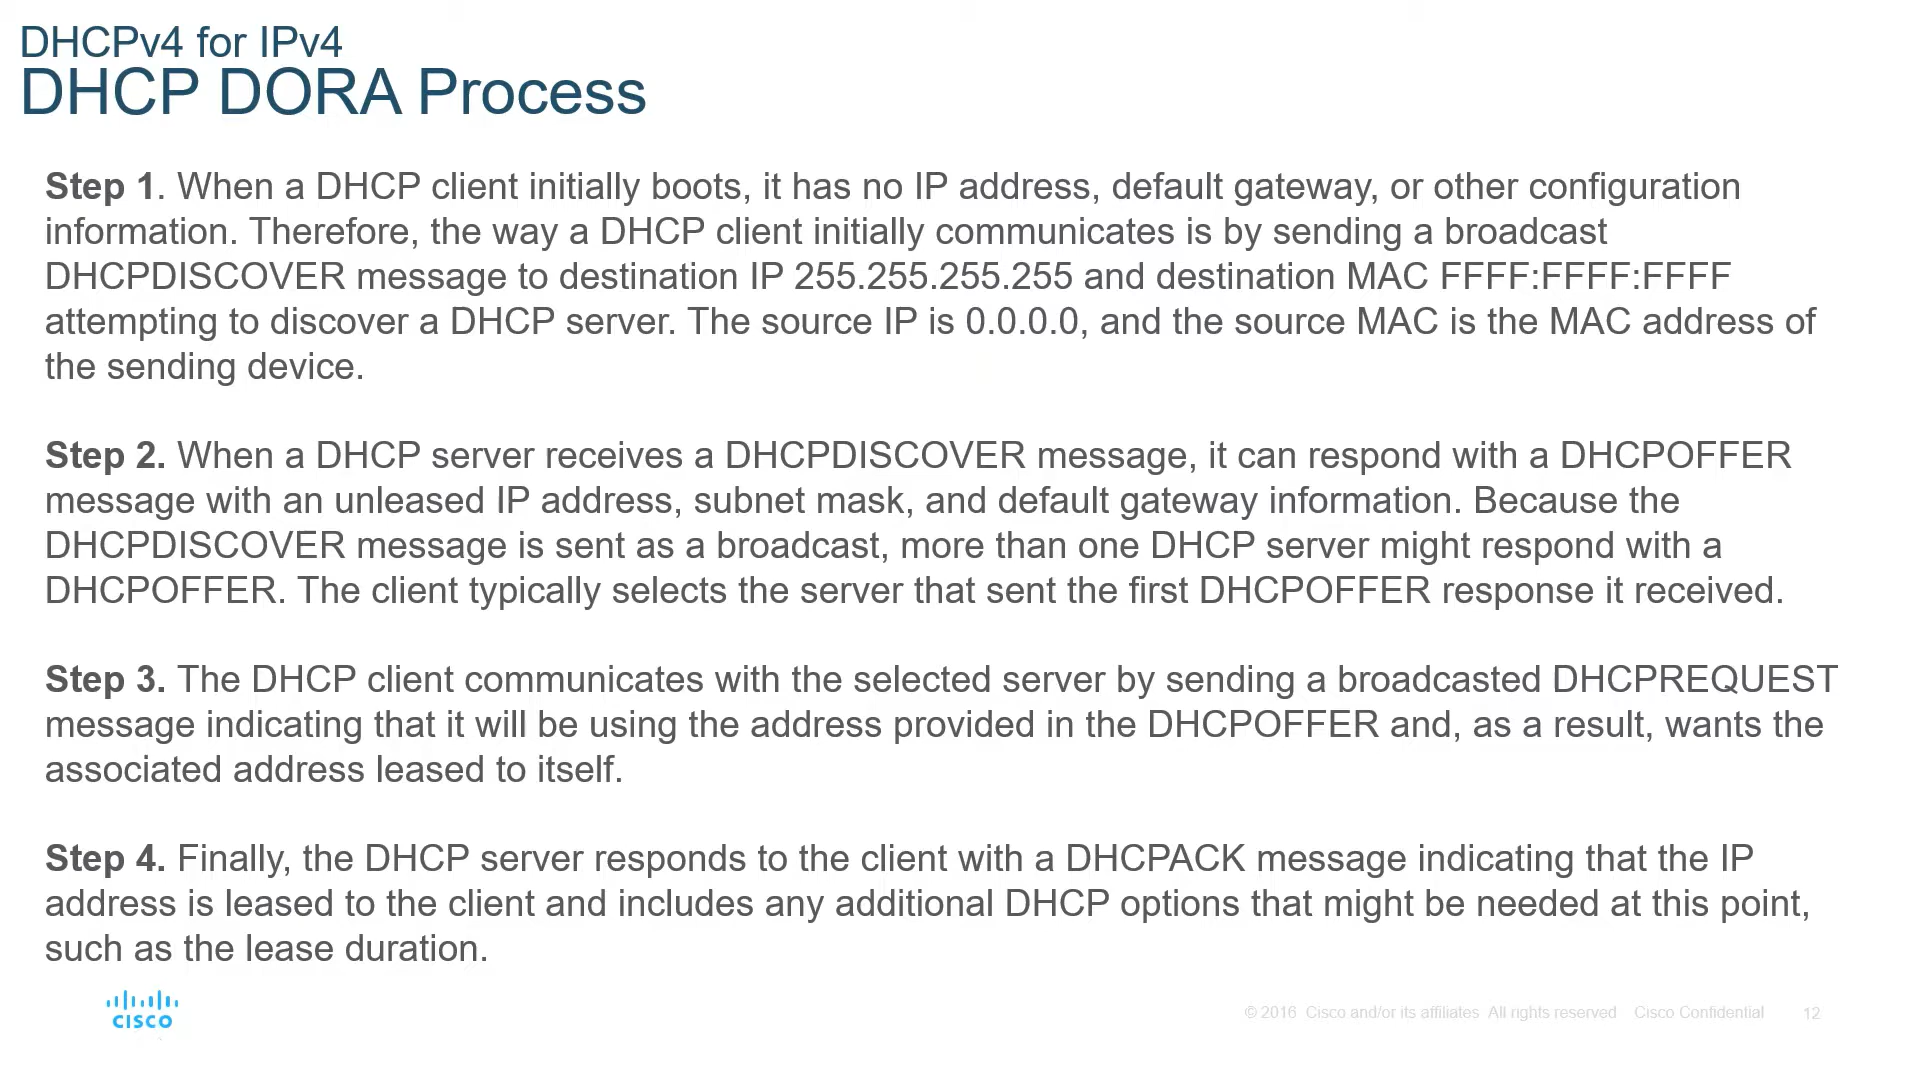 DHCPv4 for IPv4
DHCP DORA Process
Step 1. When a DHCP client initially boots, it has no IP address, default gateway, or other configuration
information. Therefore, the way a DHCP client initially communicates is by sending a broadcast
DHCPDISCOVER message to destination IP 255.255.255.255 and destination MAC FFFF:FFFF:FFFF
attempting to discover a DHCP server. The source IP is 0.0.0.0, and the source MAC is the MAC address of
the sending device.
Step 2. When a DHCP server receives a DHCPDISCOVER message, it can respond with a DHCPOFFER
message with an unleased IP address, subnet mask, and default gateway information. Because the
DHCPDISCOVER message is sent as a broadcast, more than one DHCP server might respond with a
DHCPOFFER. The client typically selects the server that sent the first DHCPOFFER response it received.
Step 3. The DHCP client communicates with the selected server by sending a broadcasted DHCPREQUEST
message indicating that it will be using the address provided in the DHCPOFFER and, as a result, wants the
associated address leased to itself.
Step 4. Finally, the DHCP server responds to the client with a DHCPACK message indicating that the IP
address is leased to the client and includes any additional DHCP options that might be needed at this point,
such as the lease duration.
CISCO
© 2016 Cisco and/or its affiliates All rights reserved Cisco Confidential 12